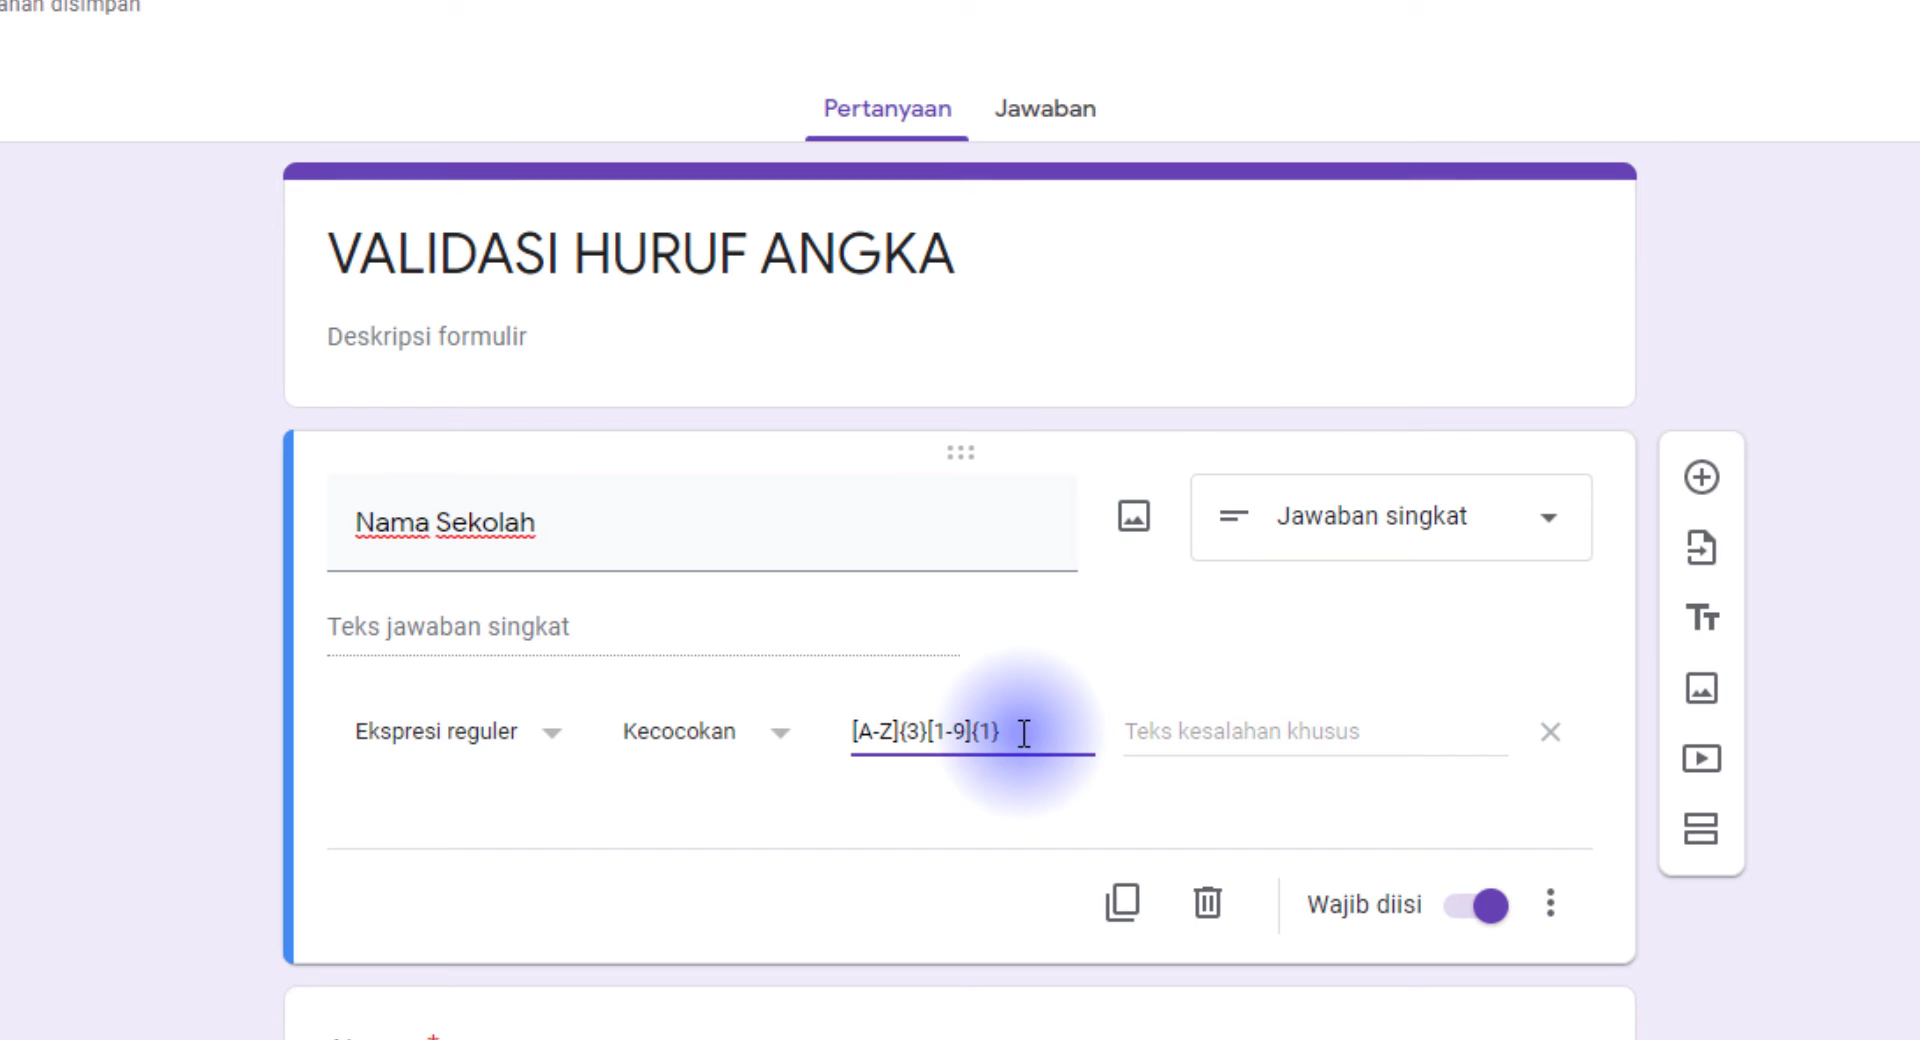 disimpan
Pertanyaan Jawaban
VALIDASI HURUF ANGKA
Deskripsi formulir
Nama Sekolah
Jawaban singkat
Teks jawaban singkat
Ekspresi reguler Kecocokan [A-Z]{3}[1-9]{1} Teks kesalahan khusus
Wajib diisi
*